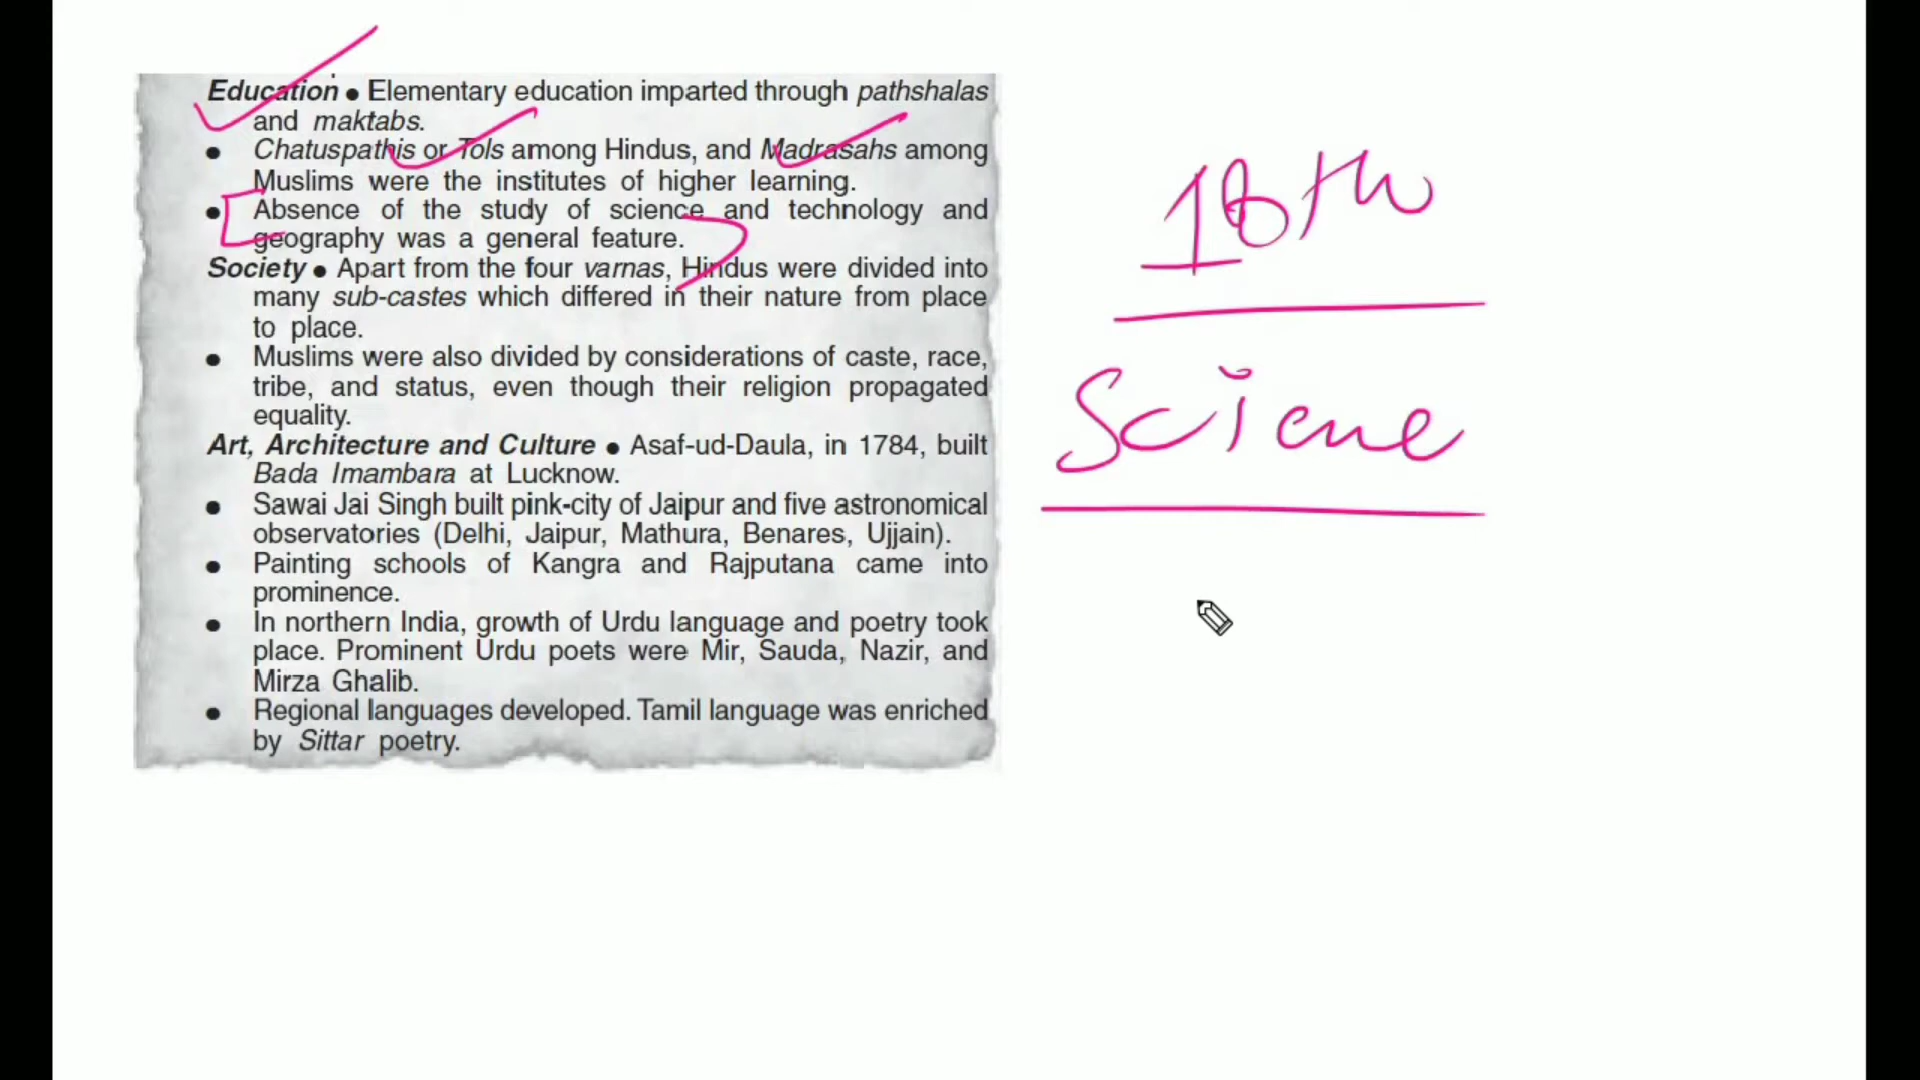 Education ● Elementary education imparted through pathshalas
and maktabs.
● Chatuspathis or Tols among Hindus, and Madrasahs among
Muslims were the institutes of higher learning.
● Absence of the study of science and technology and
geography was a general feature.
Society ● Apart from the four varnas, Hindus were divided into
many sub-castes which differed in their nature from place
to place.
● Muslims were also divided by considerations of caste, race,
tribe, and status, even though their religion propagated
equality.
Art, Architecture and Culture ● Asaf-ud-Daula, in 1784, built
Bada Imambara at Lucknow.
● Sawai Jai Singh built pink-city of Jaipur and five astronomical
observatories (Delhi, Jaipur, Mathura, Benares, Ujjain).
● Painting schools of Kangra and Rajputana came into
prominence.
● In northern India, growth of Urdu language and poetry took
place. Prominent Urdu poets were Mir, Sauda, Nazir, and
Mirza Ghalib.
● Regional languages developed. Tamil language was enriched
by Sittar poetry.
18th
Science